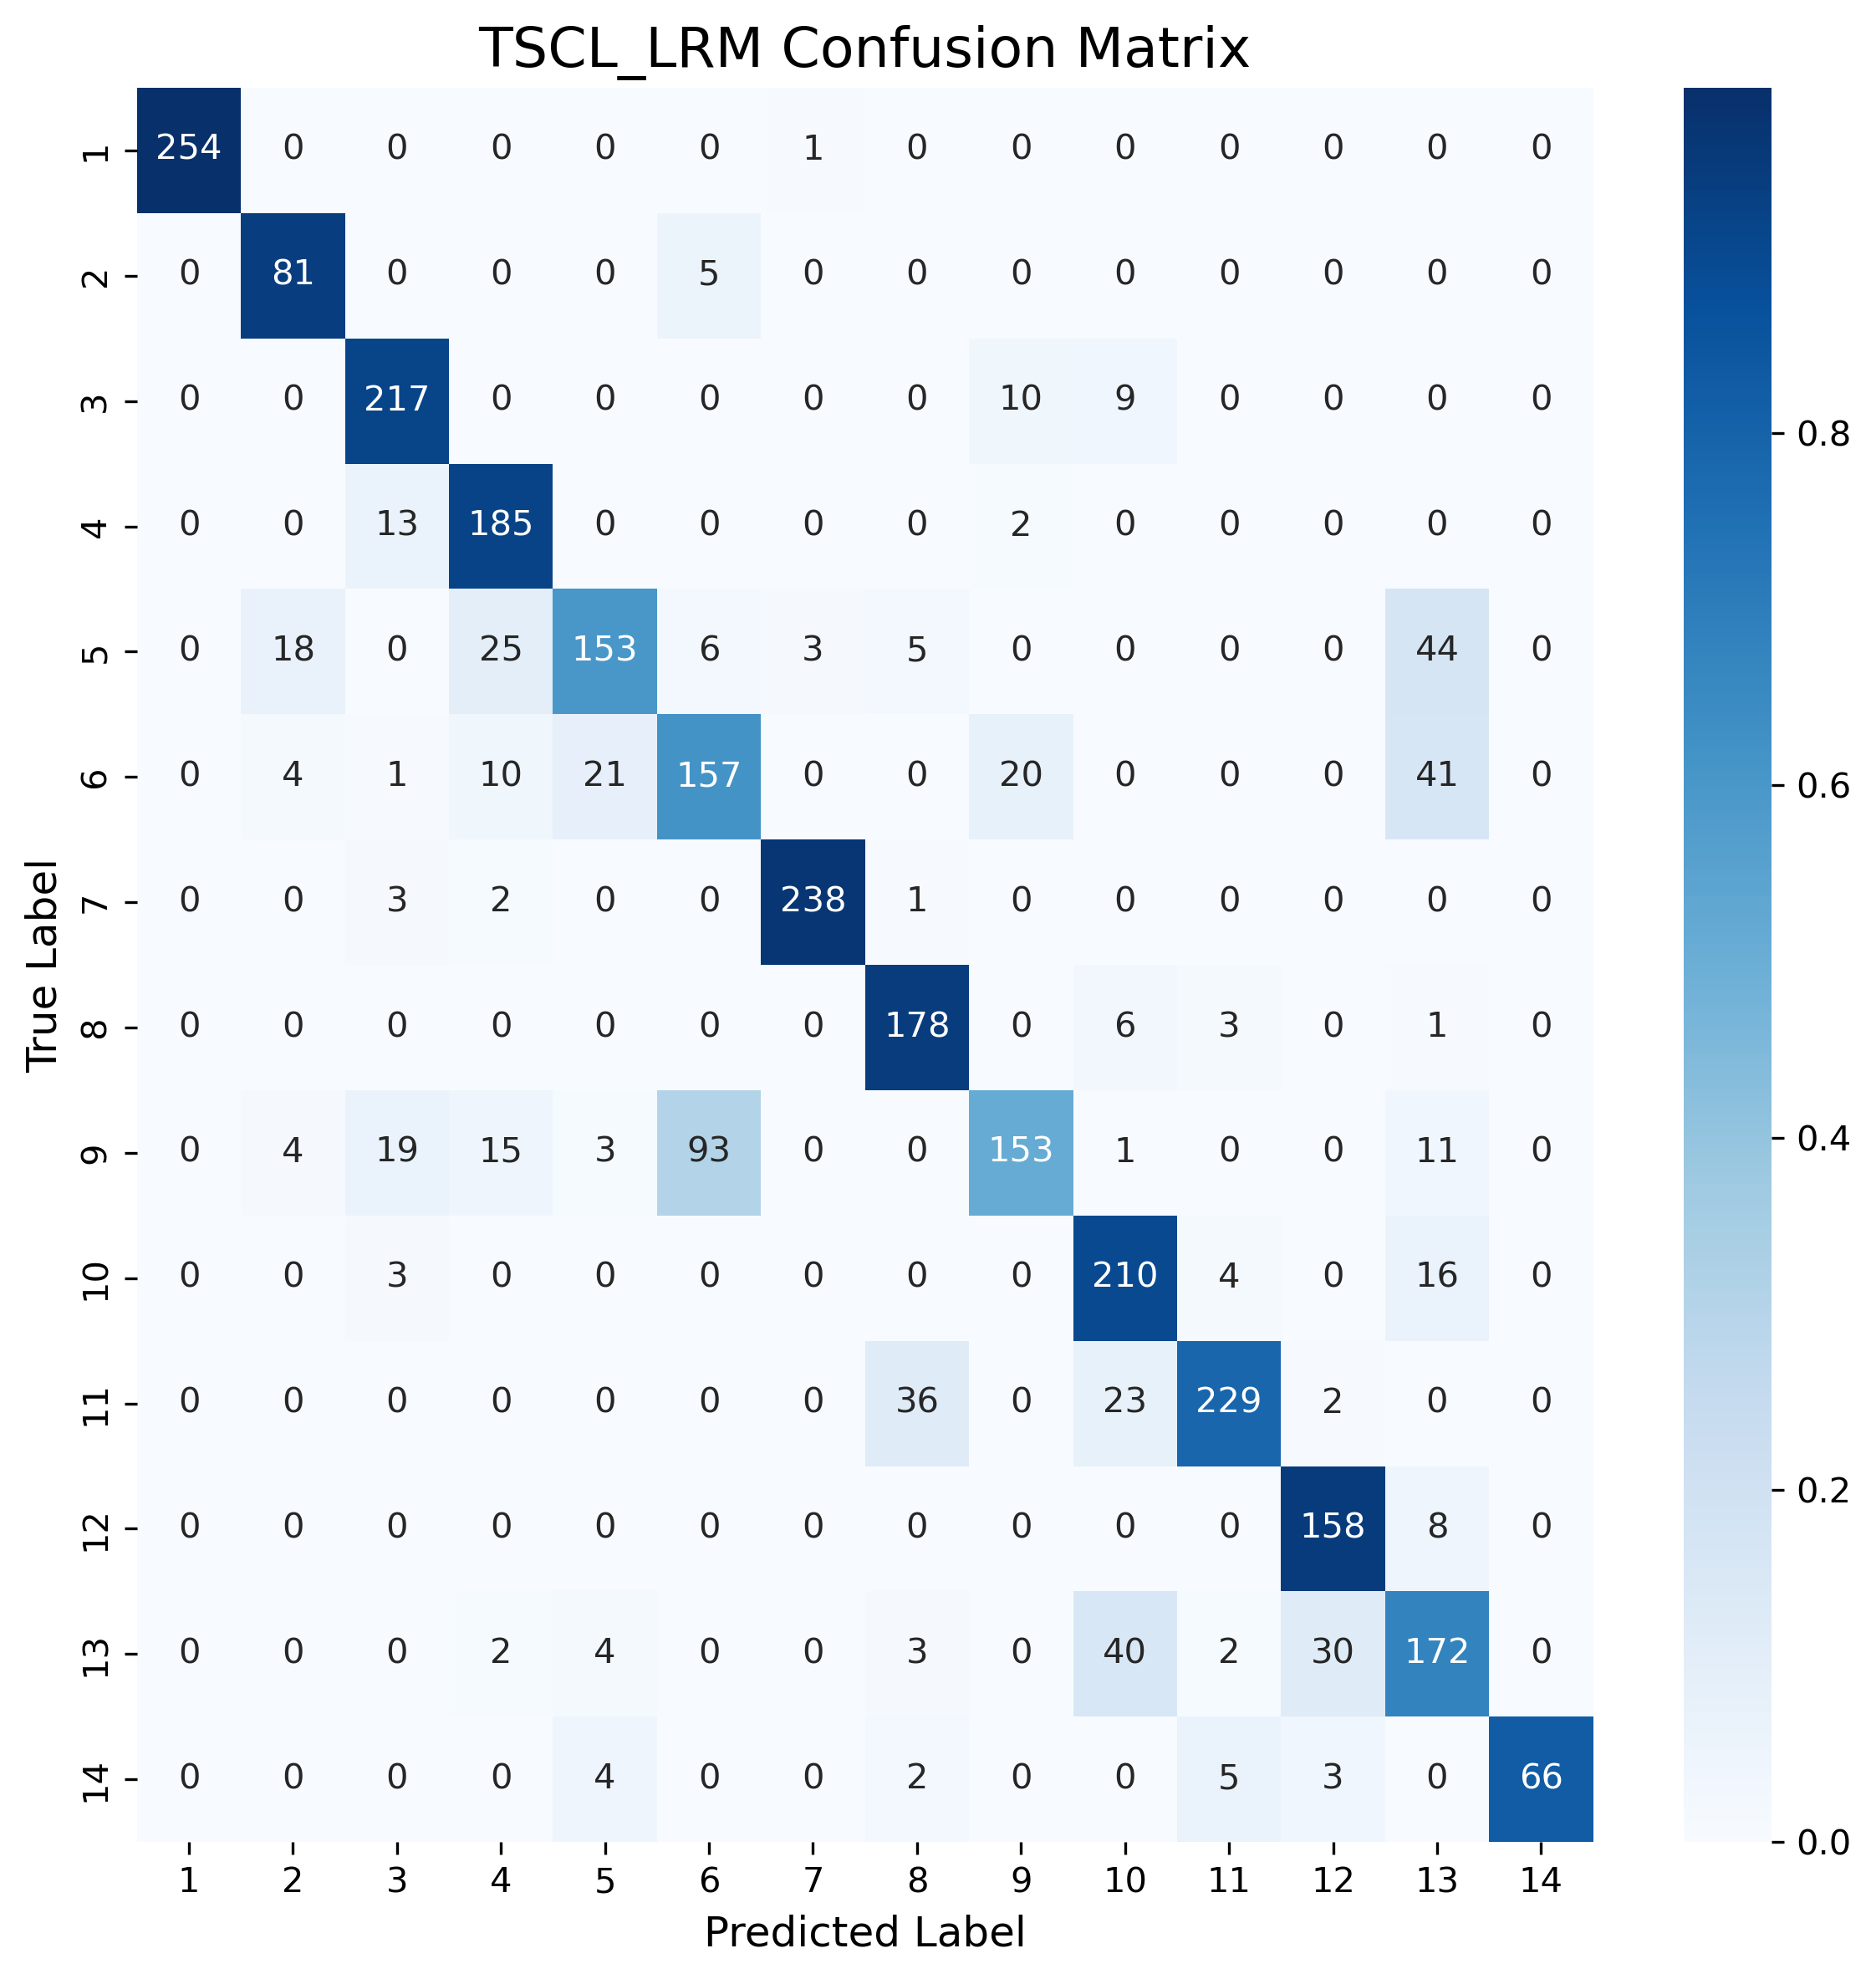 TSCL_LRM Confusion Matrix
1 254 0 0 0 0 0 1 0 0 0 0 0 0 0
2 0 81 0 0 0 5 0 0 0 0 0 0 0 0
3 0 0 217 0 0 0 0 0 10 9 0 0 0 0
0.8
4 0 0 13 185 0 0 0 0 2 0 0 0 0 0
5 0 18 0 25 153 6 3 5 0 0 0 0 44 0
6 0 4 1 10 21 157 0 0 20 0 0 0 41 0
0.6
7 0 0 3 2 0 0 238 1 0 0 0 0 0 0
True Label
8 0 0 0 0 0 0 0 178 0 6 3 0 1 0
9 0 4 19 15 3 93 0 0 153 1 0 0 11 0
0.4
10 0 0 3 0 0 0 0 0 0 210 4 0 16 0
11 0 0 0 0 0 0 0 36 0 23 229 2 0 0
0.2
12 0 0 0 0 0 0 0 0 0 0 0 158 8 0
13 0 0 0 2 4 0 0 3 0 40 2 30 172 0
14 0 0 0 0 4 0 0 2 0 0 5 3 0 66
0.0
1 2 3 4 5 6 7 8 9 10 11 12 13 14
Predicted Label